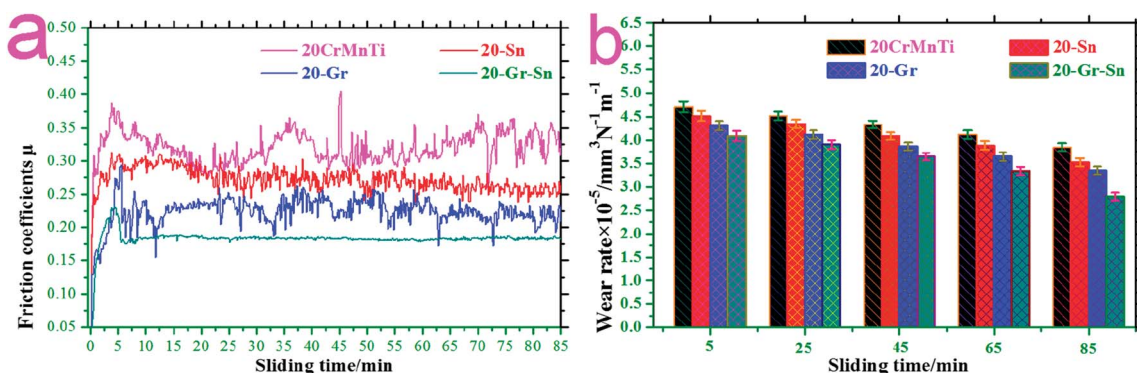 a
20CrMnTi
20-Sn
20-Gr
20-Gr-Sn
Friction coefficients μ
0.50
0.45
0.40
0.35
0.30
0.25
0.20
0.15
0.10
0.05
0 5 10 15 20 25 30 35 40 45 50 55 60 65 70 75 80 85
Sliding time/min
b
20CrMnTi
20-Sn
20-Gr
20-Gr-Sn
Wear rate×10⁻⁵/mm³N⁻¹m⁻¹
6.5
6.0
5.5
5.0
4.5
4.0
3.5
3.0
2.5
2.0
1.5
1.0
0.5
0.0
5 25 45 65 85
Sliding time/min